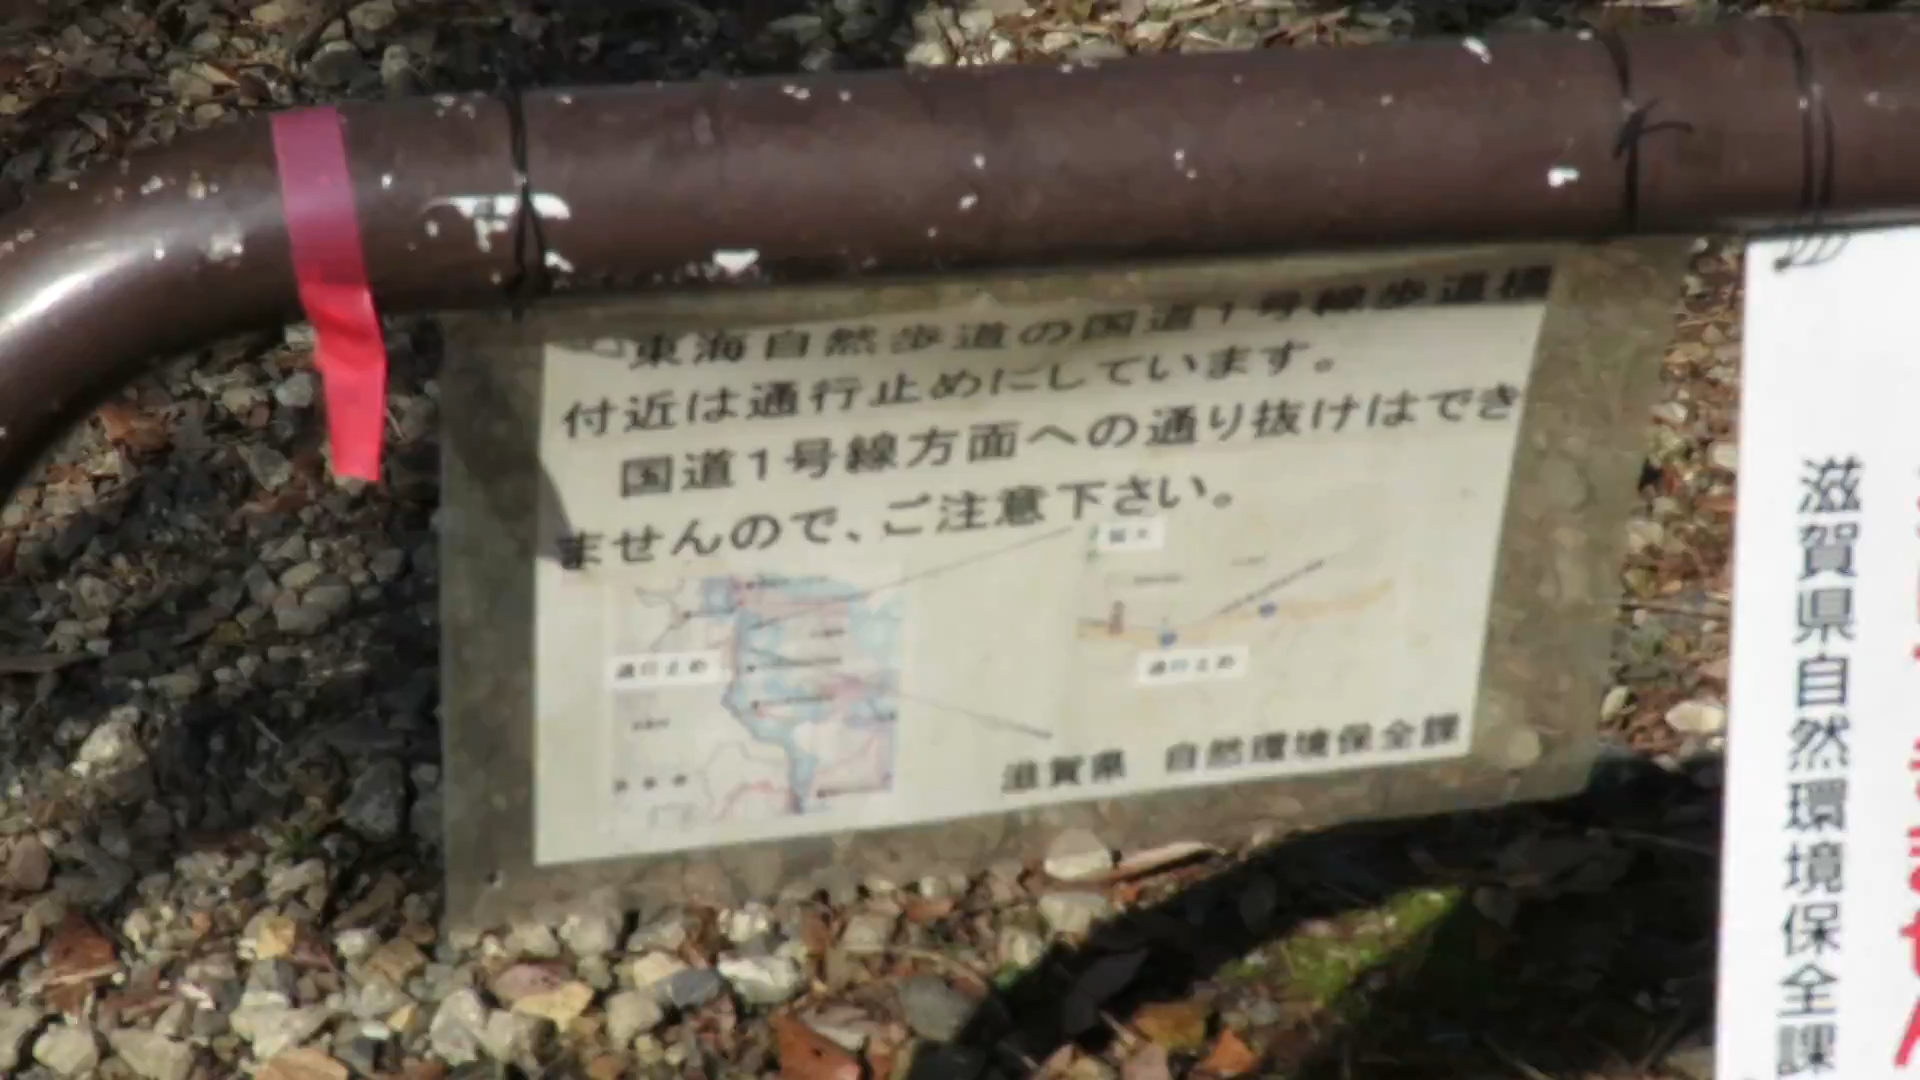 東海自然歩道の国道1号線歩道橋
付近は通行止めにしています。
国道1号線方面への通り抜けはでき
ませんので、ご注意下さい。
拡大
通行止め
通行止め
滋賀県 自然環境保全課
滋賀県自然環境保全課